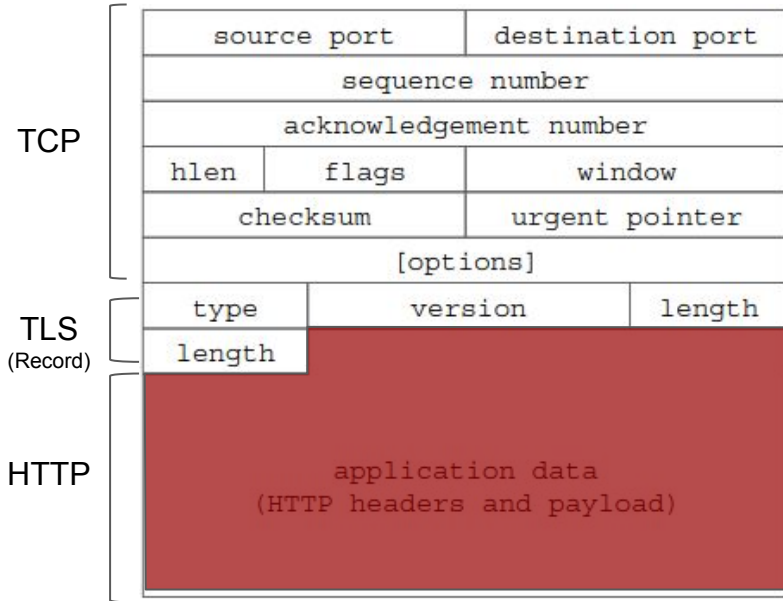 source port destination port
sequence number
TCP
acknowledgement number
hlen flags window
checksum urgent pointer
[options]
type version length
TLS
(Record)
length
HTTP
application data
(HTTP headers and payload)